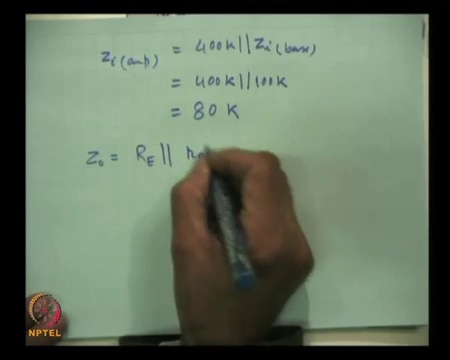 Zi(amp) = 400K || Zi(base)
= 400K || 100K
= 80 K
Zo = RE ||
NPTEL